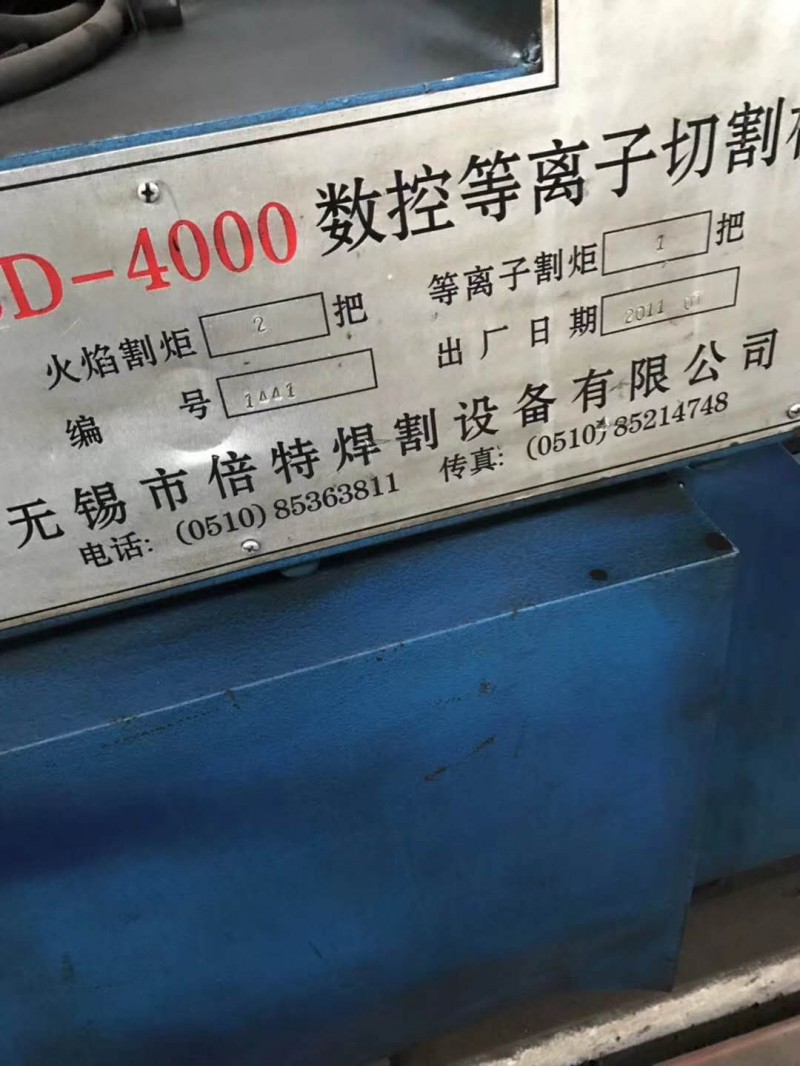 D-4000 数控等离子切割
火焰割炬 2 把 等离子割炬 1 把
编号 1441 出厂日期 2011 07
无锡市倍特焊割设备有限公司
电话: (0510) 85363811 传真: (0510) 85214748